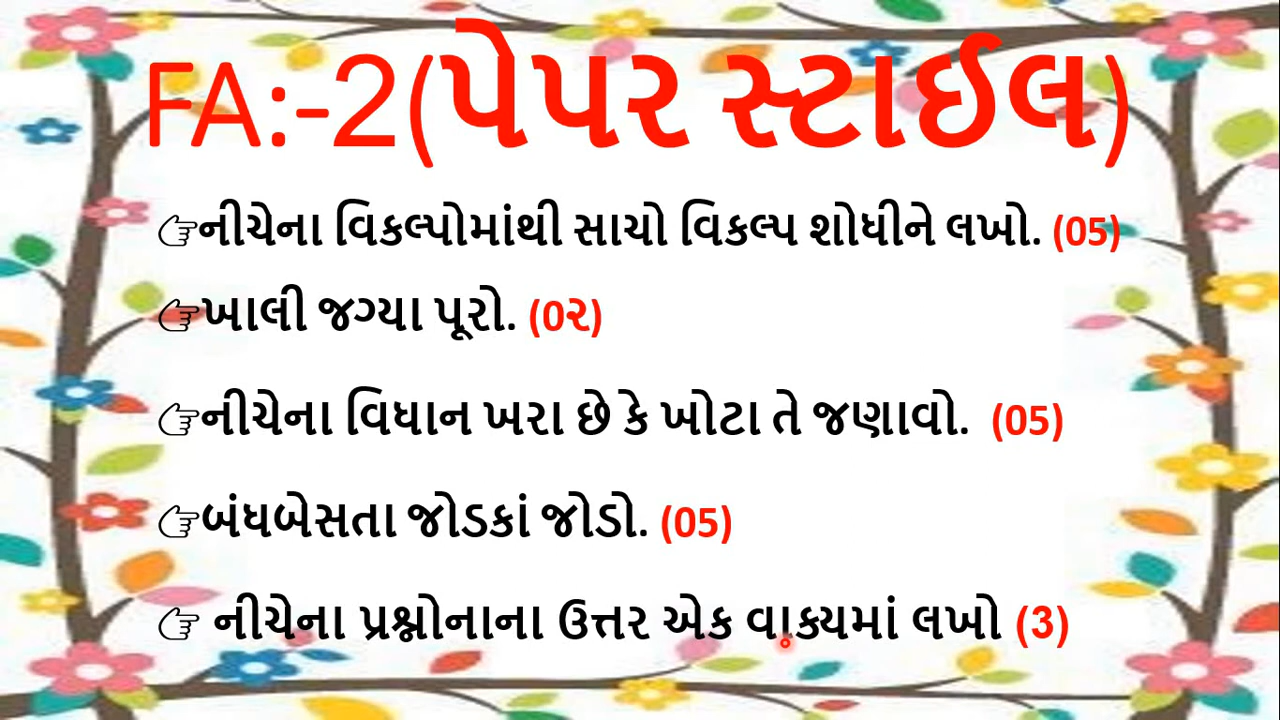 FA:-2(પેપર સ્ટાઈલ)
👉નીચેના વિકલ્પોમાંથી સાચો વિકલ્પ શોધીને લખો. (05)
👉ખાલી જગ્યા પૂરો. (0૨)
👉નીચેના વિધાન ખરા છે કે ખોટા તે જણાવો. (05)
👉બંધબેસતા જોડકાં જોડો. (05)
👉 નીચેના પ્રશ્નોનાના ઉત્તર એક વાક્યમાં લખો (3)